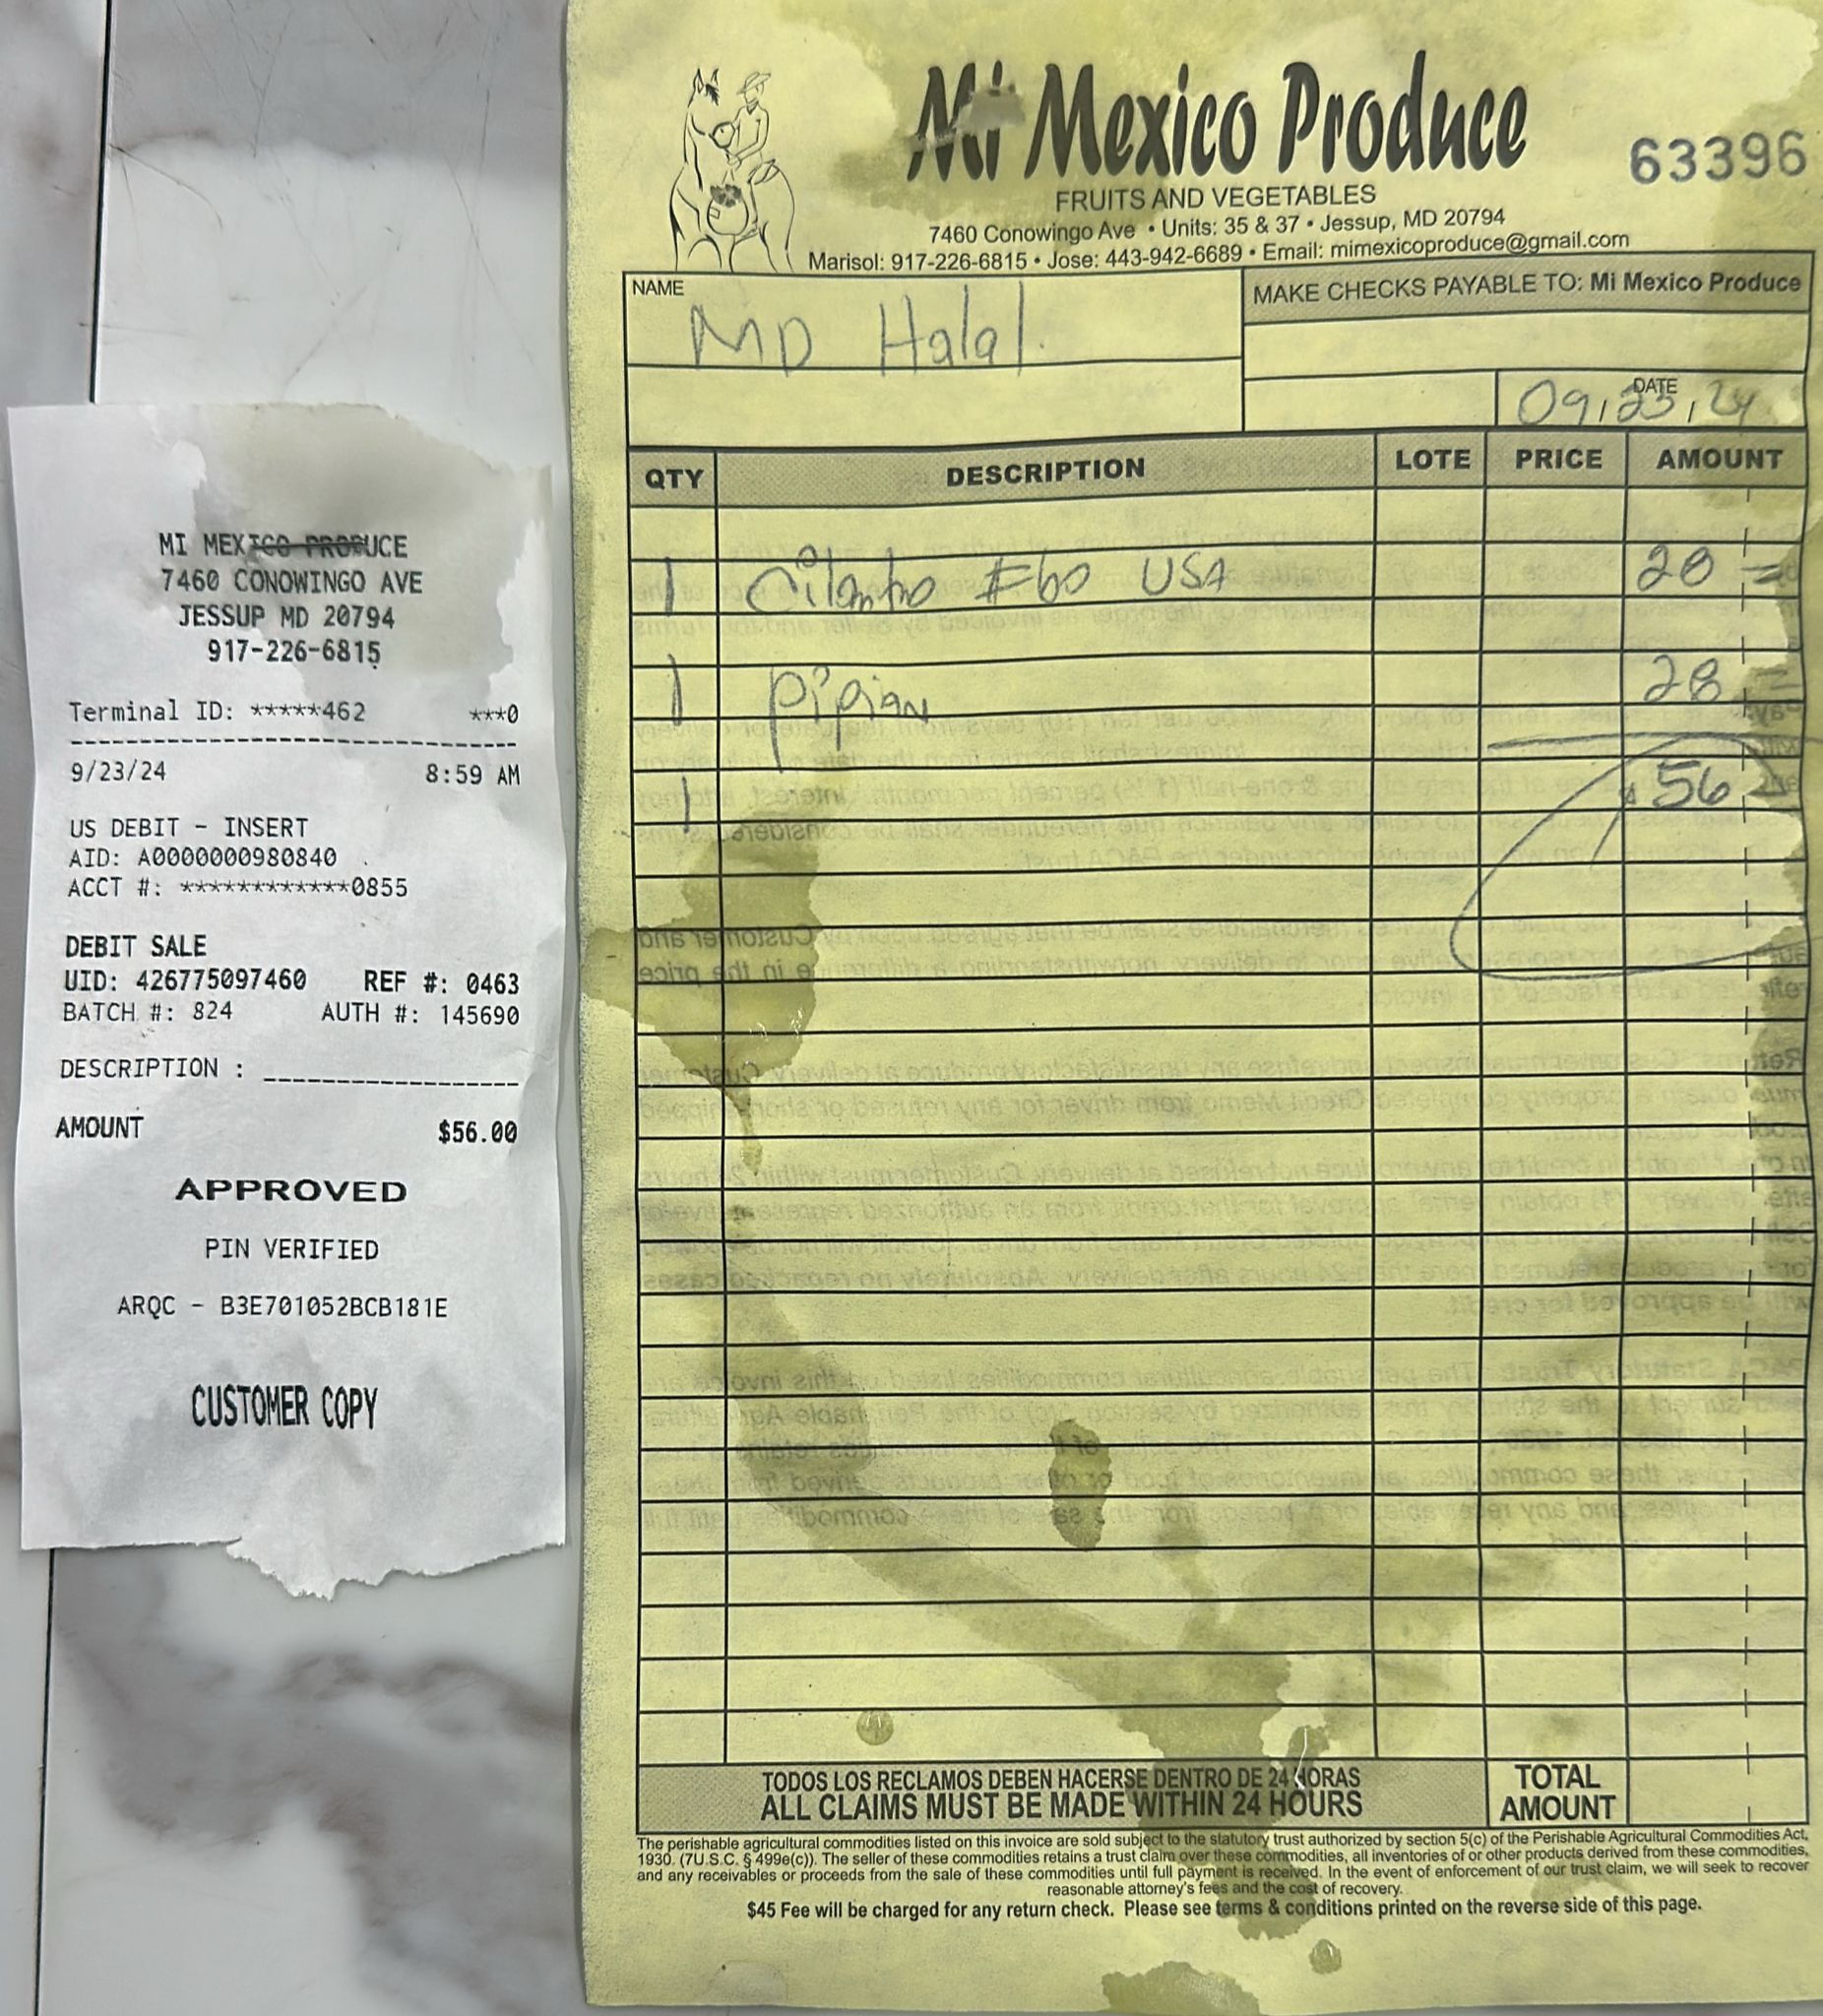 MI MEXICO PRODUCE
7460 CONOWINGO AVE
JESSUP MD 20794
917-226-6815
Terminal ID: *****462 ***0
9/23/24 8:59 AM
US DEBIT - INSERT
AID: A0000000980840
ACCT #: ************0855
DEBIT SALE
UID: 426775097460 REF #: 0463
BATCH #: 824 AUTH #: 145690
DESCRIPTION :
AMOUNT $56.00
APPROVED
PIN VERIFIED
ARQC - B3E701052BCB181E
CUSTOMER COPY
Mi Mexico Produce
63396
FRUITS AND VEGETABLES
7460 Conowingo Ave • Units: 35 & 37 • Jessup, MD 20794
Marisol: 917-226-6815 • Jose: 443-942-6689 • Email: mimexicoproduce@gmail.com
NAME
MD Halal
MAKE CHECKS PAYABLE TO: Mi Mexico Produce
DATE
09,23,24
QTY DESCRIPTION LOTE PRICE AMOUNT
1 Cilantro #60 USA 28
1 Pipian 28
$56
TODOS LOS RECLAMOS DEBEN HACERSE DENTRO DE 24 HORAS
ALL CLAIMS MUST BE MADE WITHIN 24 HOURS
TOTAL
AMOUNT
The perishable agricultural commodities listed on this invoice are sold subject to the statutory trust authorized by section 5(c) of the Perishable Agricultural Commodities Act,
1930. (7U.S.C. § 499e(c)). The seller of these commodities retains a trust claim over these commodities, all inventories of or other products derived from these commodities,
and any receivables or proceeds from the sale of these commodities until full payment is received. In the event of enforcement of our trust claim, we will seek to recover
reasonable attorney's fees and the cost of recovery.
$45 Fee will be charged for any return check. Please see terms & conditions printed on the reverse side of this page.